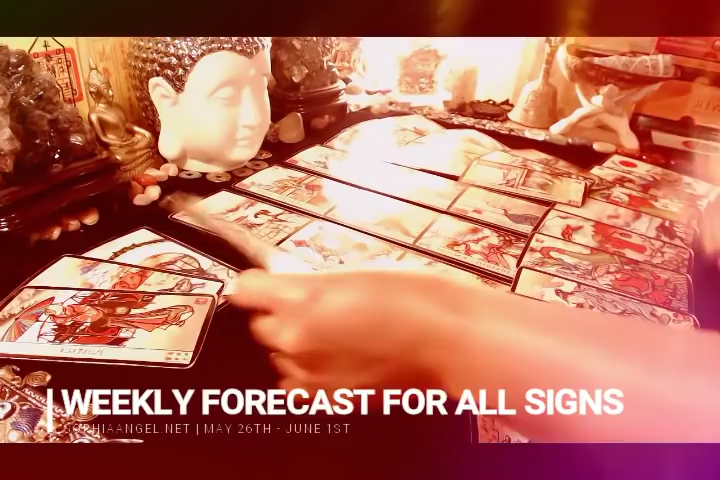 WEEKLY FORECAST FOR ALL SIGNS
SOPHIAANGEL.NET | MAY 26TH - JUNE 1ST